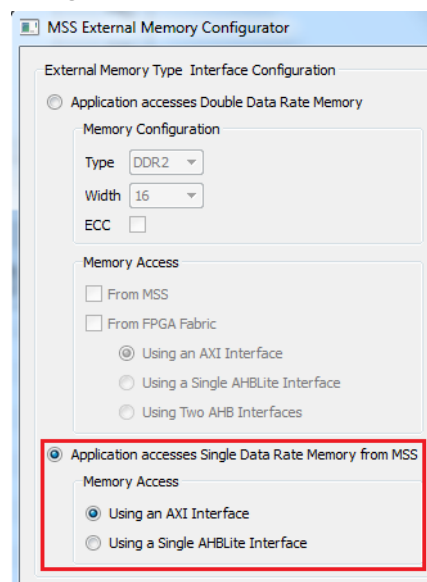 MSS External Memory Configurator
External Memory Type Interface Configuration
Application accesses Double Data Rate Memory
Memory Configuration
Type DDR2
Width 16
ECC
Memory Access
From MSS
From FPGA Fabric
Using an AXI Interface
Using a Single AHBLite Interface
Using Two AHB Interfaces
Application accesses Single Data Rate Memory from MSS
Memory Access
Using an AXI Interface
Using a Single AHBLite Interface